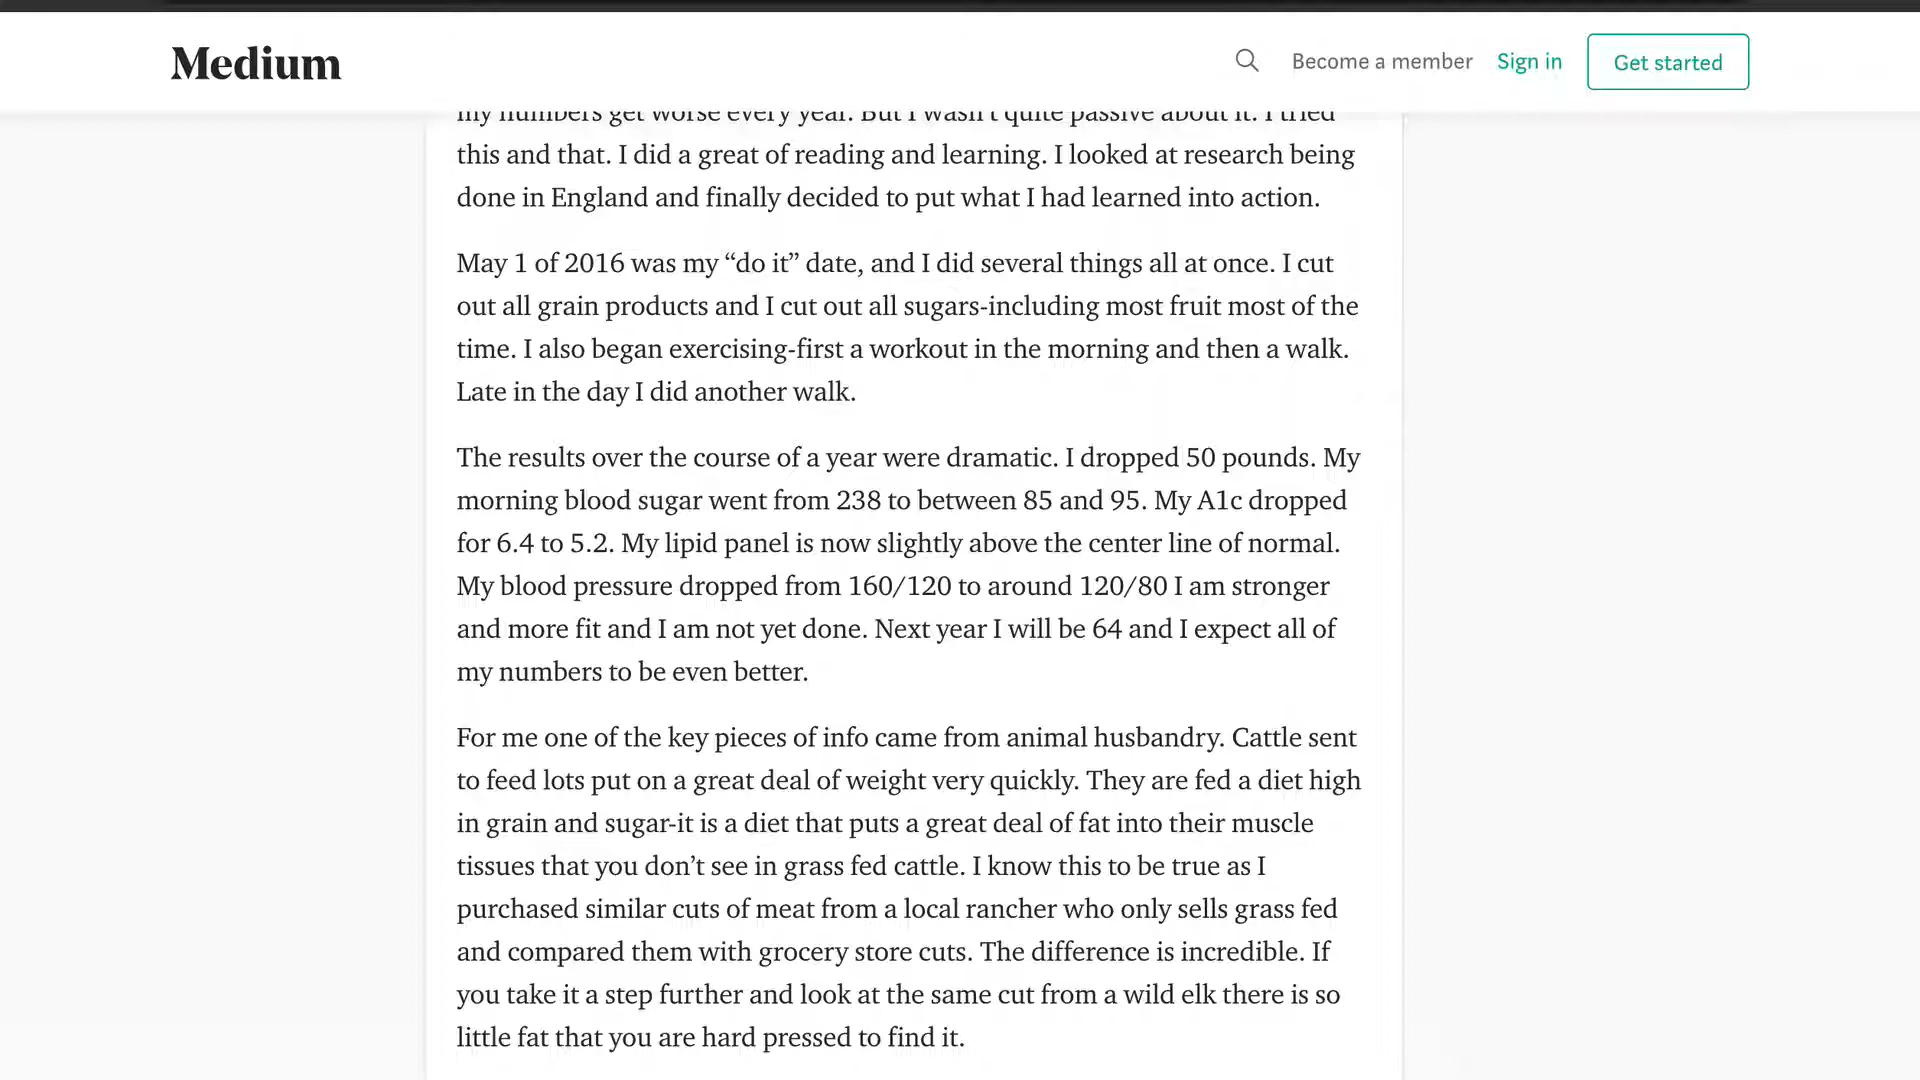 Medium
Become a member
Sign in
Get started
my numbers get worse every year. But I wasn't quite passive about it. I tried
this and that. I did a great of reading and learning. I looked at research being
done in England and finally decided to put what I had learned into action.
May 1 of 2016 was my “do it” date, and I did several things all at once. I cut
out all grain products and I cut out all sugars-including most fruit most of the
time. I also began exercising-first a workout in the morning and then a walk.
Late in the day I did another walk.
The results over the course of a year were dramatic. I dropped 50 pounds. My
morning blood sugar went from 238 to between 85 and 95. My A1c dropped
for 6.4 to 5.2. My lipid panel is now slightly above the center line of normal.
My blood pressure dropped from 160/120 to around 120/80 I am stronger
and more fit and I am not yet done. Next year I will be 64 and I expect all of
my numbers to be even better.
For me one of the key pieces of info came from animal husbandry. Cattle sent
to feed lots put on a great deal of weight very quickly. They are fed a diet high
in grain and sugar-it is a diet that puts a great deal of fat into their muscle
tissues that you don’t see in grass fed cattle. I know this to be true as I
purchased similar cuts of meat from a local rancher who only sells grass fed
and compared them with grocery store cuts. The difference is incredible. If
you take it a step further and look at the same cut from a wild elk there is so
little fat that you are hard pressed to find it.